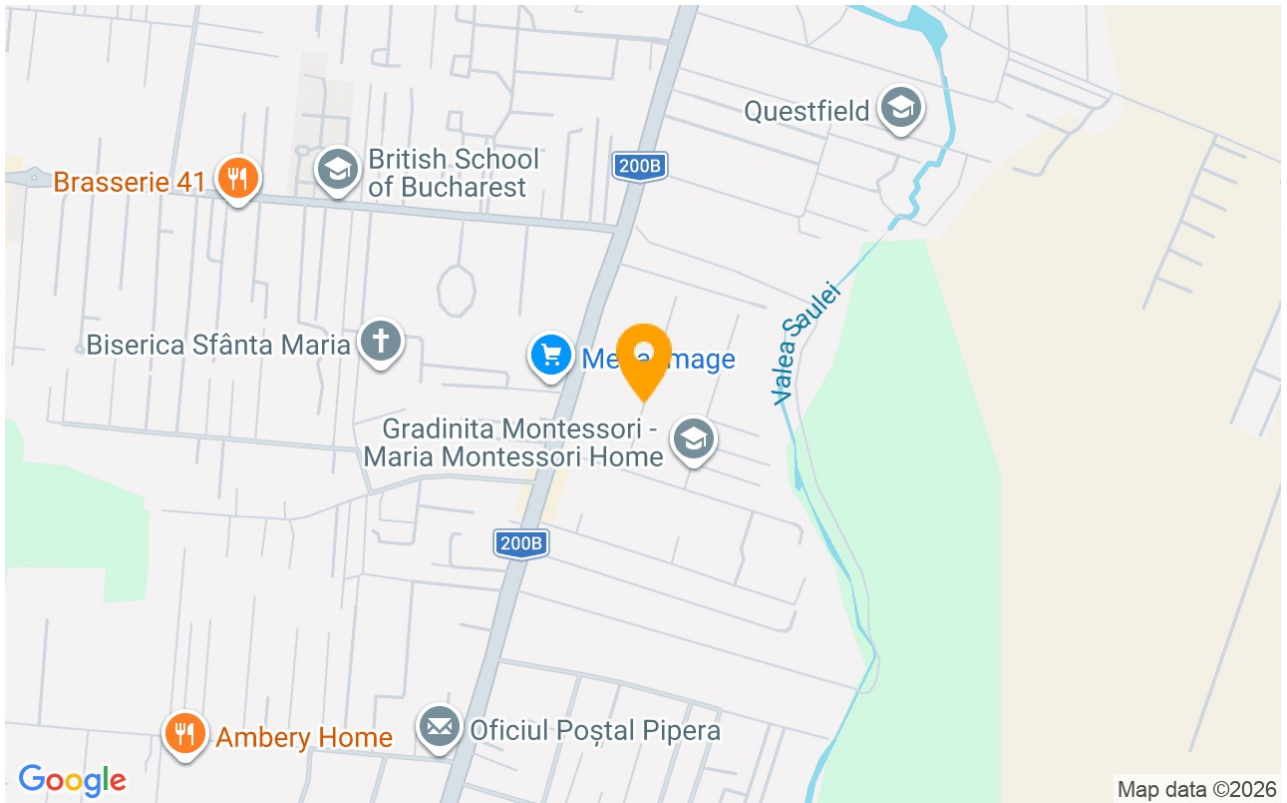 Questfield
200B
British School
of Bucharest
Brasserie 41
Valea Saulei
Biserica Sfânta Maria
Gradinita Montessori -
Maria Montessori Home
200B
Oficiul Poștal Pipera
Ambery Home
Google
Map data ©2026